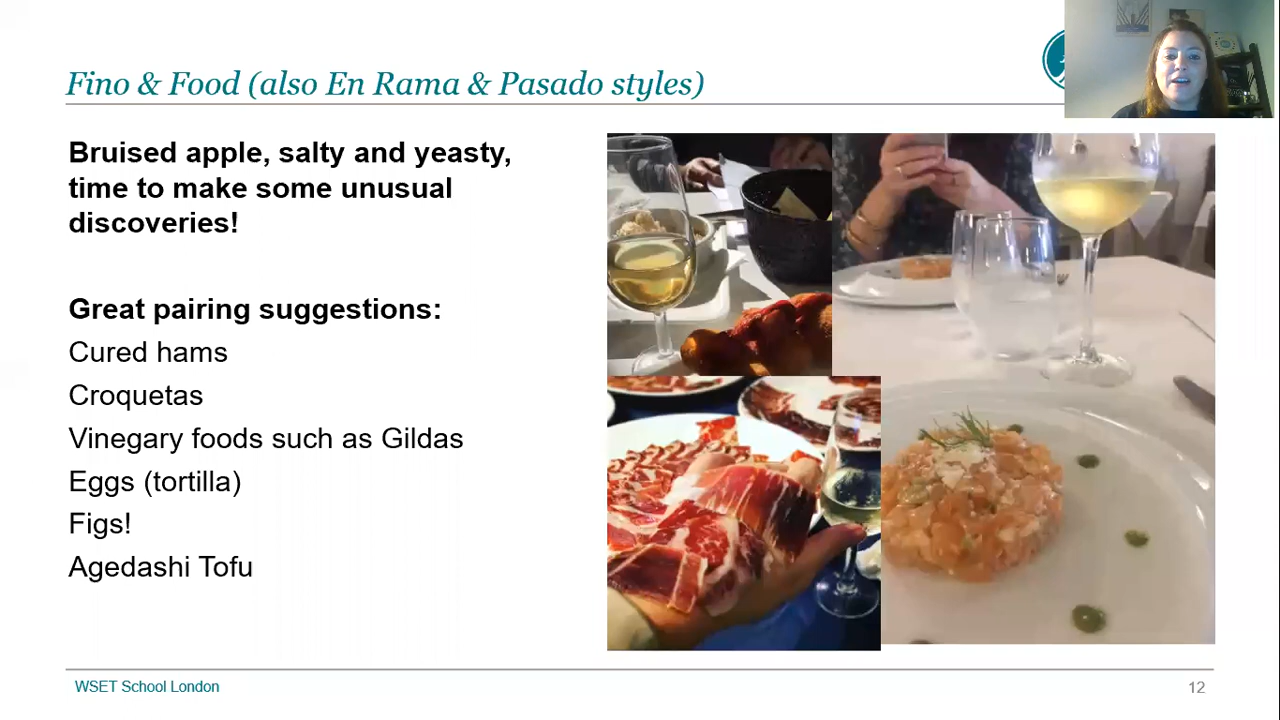 Fino & Food (also En Rama & Pasado styles)
Bruised apple, salty and yeasty,
time to make some unusual
discoveries!
Great pairing suggestions:
Cured hams
Croquetas
Vinegary foods such as Gildas
Eggs (tortilla)
Figs!
Agedashi Tofu
WSET School London
12